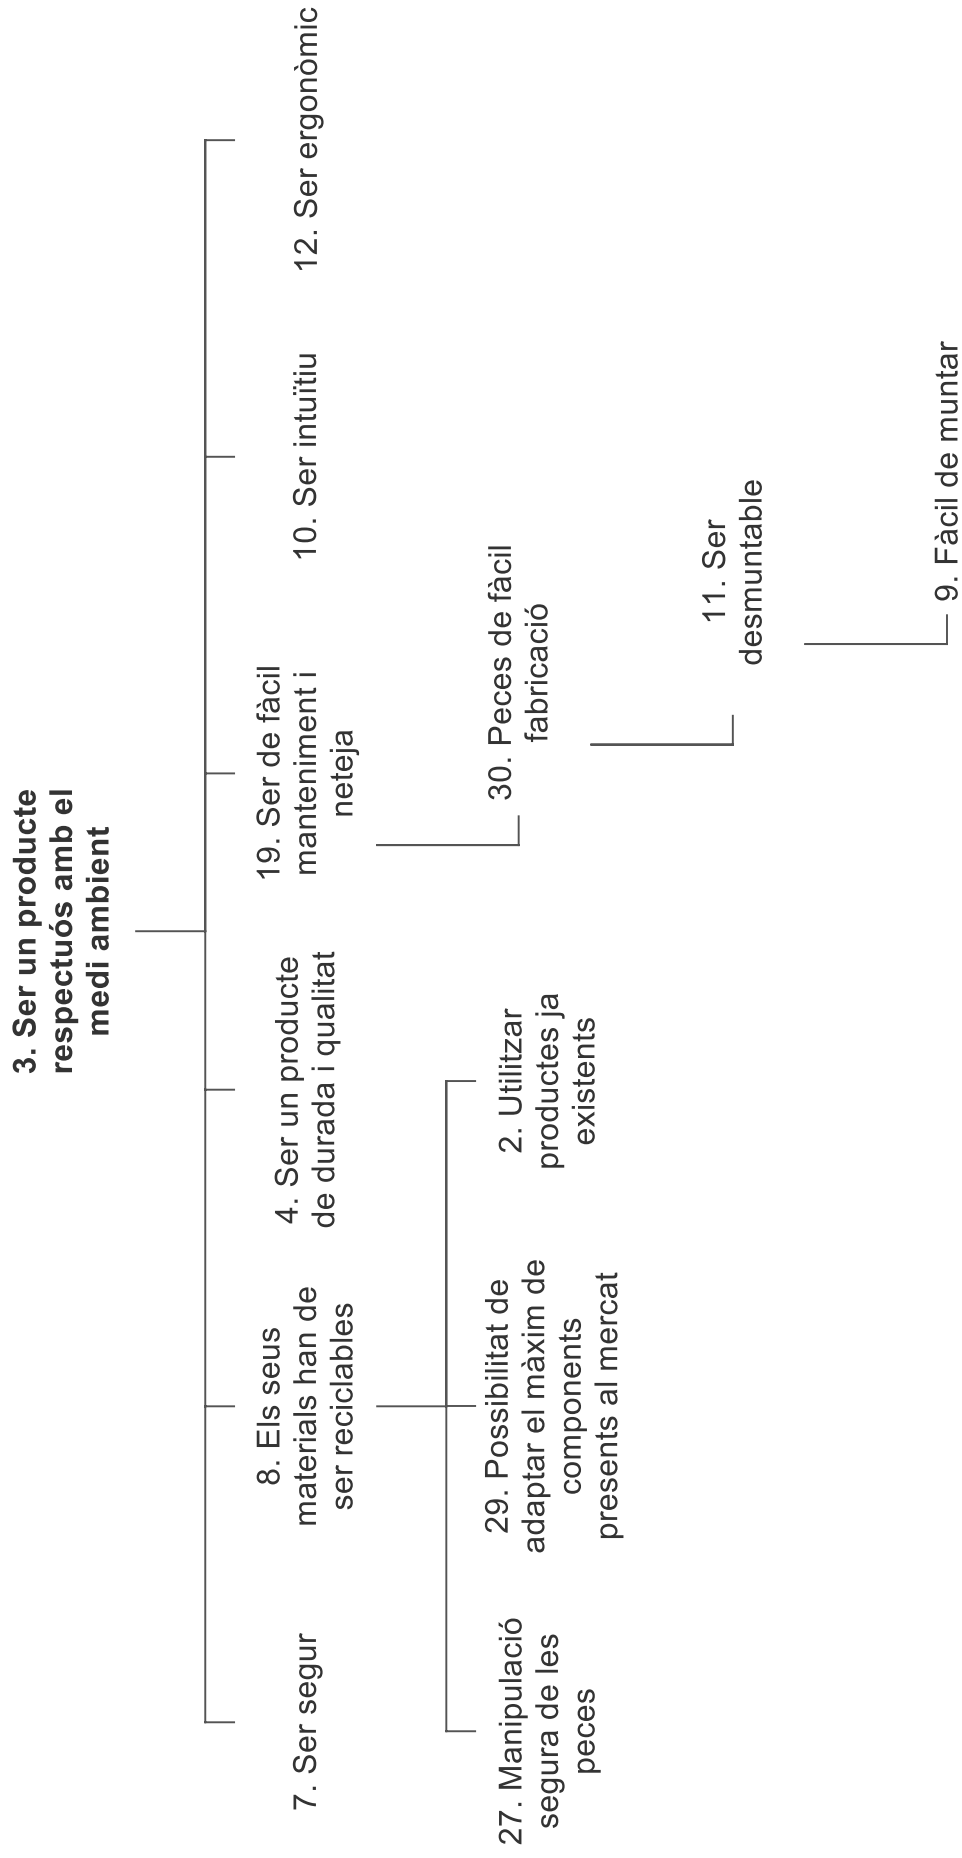 3. Ser un producte
respectuós amb el
medi ambient
7. Ser segur
8. Els seus
materials han de
ser reciclables
4. Ser un producte
de durada i qualitat
19. Ser de fàcil
manteniment i
neteja
10. Ser intuïtiu
12. Ser ergonòmic
27. Manipulació
segura de les
peces
29. Possibilitat de
adaptar el màxim de
components
presents al mercat
2. Utilitzar
productes ja
existents
30. Peces de fàcil
fabricació
11. Ser
desmuntable
9. Fàcil de muntar